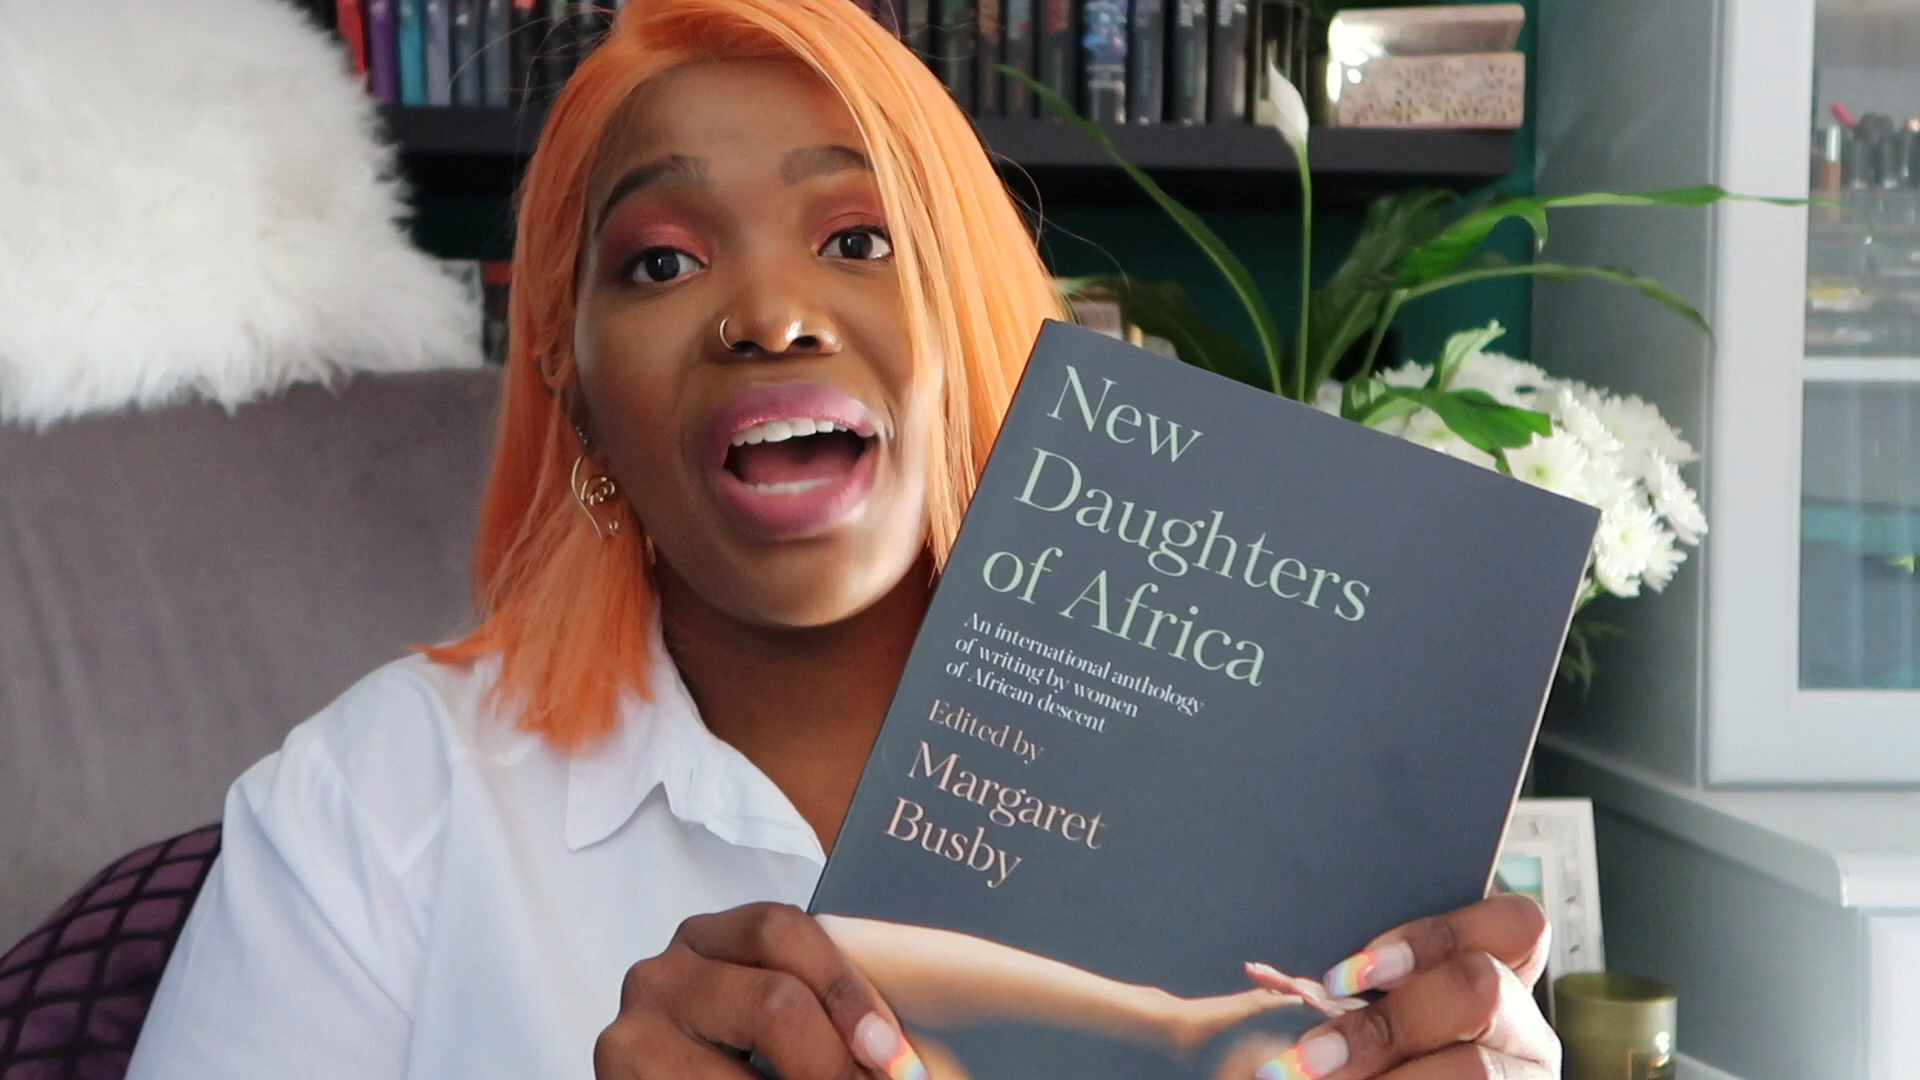 New
Daughters
of Africa
An international anthology
of writing by women
of African descent
Edited by
Margaret
Busby